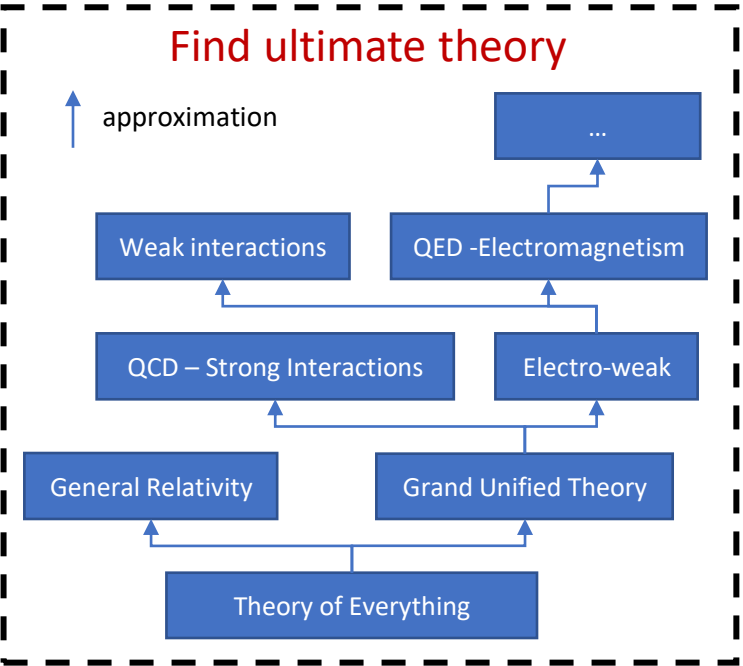 Find ultimate theory
approximation
...
Weak interactions
QED -Electromagnetism
QCD – Strong Interactions
Electro-weak
General Relativity
Grand Unified Theory
Theory of Everything